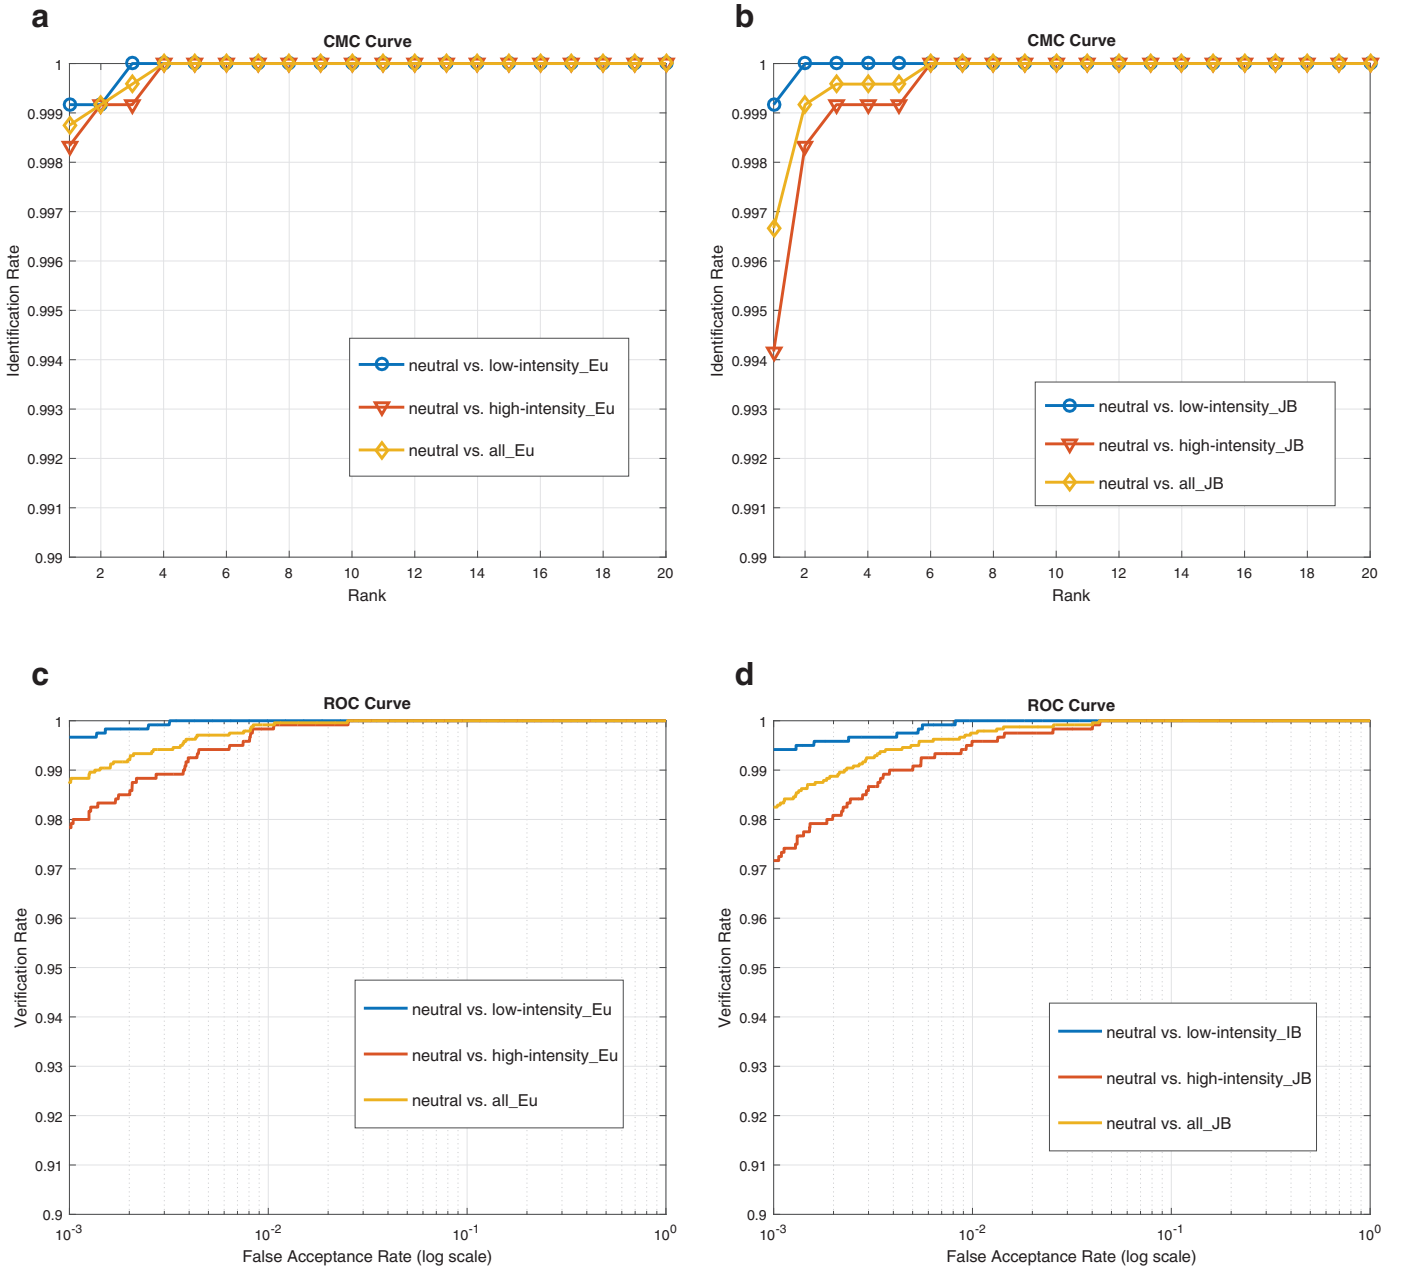 a
CMC Curve
1
0.999
0.998
0.997
0.996
0.995
0.994
0.993
0.992
0.991
0.99
Identification Rate
neutral vs. low-intensity_Eu
neutral vs. high-intensity_Eu
neutral vs. all_Eu
2 4 6 8 10 12 14 16 18 20
Rank
b
CMC Curve
1
0.999
0.998
0.997
0.996
0.995
0.994
0.993
0.992
0.991
0.99
Identification Rate
neutral vs. low-intensity_JB
neutral vs. high-intensity_JB
neutral vs. all_JB
2 4 6 8 10 12 14 16 18 20
Rank
c
ROC Curve
1
0.99
0.98
0.97
0.96
0.95
0.94
0.93
0.92
0.91
0.9
Verification Rate
neutral vs. low-intensity_Eu
neutral vs. high-intensity_Eu
neutral vs. all_Eu
10⁻³ 10⁻² 10⁻¹ 10⁰
False Acceptance Rate (log scale)
d
ROC Curve
1
0.99
0.98
0.97
0.96
0.95
0.94
0.93
0.92
0.91
0.9
Verification Rate
neutral vs. low-intensity_IB
neutral vs. high-intensity_JB
neutral vs. all_JB
10⁻³ 10⁻² 10⁻¹ 10⁰
False Acceptance Rate (log scale)